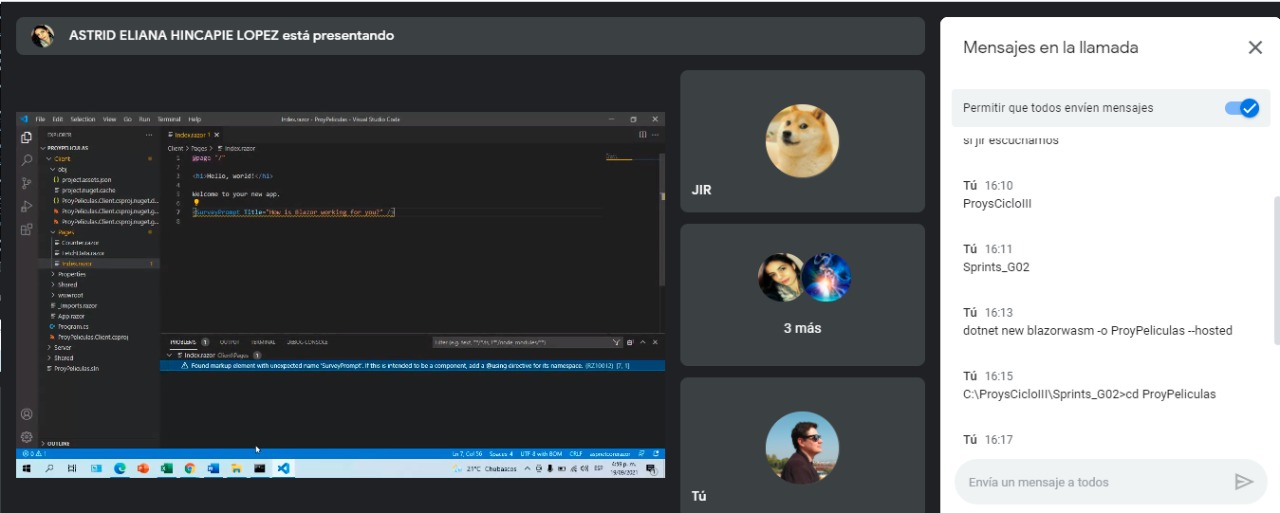 ASTRID ELIANA HINCAPIE LOPEZ está presentando
File Edit Selection View Go Run Terminal Help
Index.razor - ProyPeliculas - Visual Studio Code
EXPLORER
PROYPELICULAS
Client
obj
project.assets.json
project.nuget.cache
ProyPeliculas.Client.csproj.nuget.d...
ProyPeliculas.Client.csproj.nuget.g...
ProyPeliculas.Client.csproj.nuget.g...
Pages
Counter.razor
FetchData.razor
Index.razor 1
Properties
Shared
wwwroot
_Imports.razor
App.razor
Program.cs
ProyPeliculas.Client.csproj
Server
Shared
ProyPeliculas.sln
OUTLINE
Index.razor 1
Client > Pages > Index.razor
1 @page "/"
2
3 <h1>Hello, world!</h1>
4
5 Welcome to your new app.
6
7 <SurveyPrompt Title="How is Blazor working for you?" />
8
PROBLEMS 1 OUTPUT TERMINAL DEBUG CONSOLE
Filter (e.g. text, **/*.ts, !**/node_modules/**)
Index.razor Client\Pages 1
Found markup element with unexpected name 'SurveyPrompt'. If this is intended to be a component, add a @using directive for its namespace. (RZ10012) [7, 1]
0 1
Ln 7, Col 56 Spaces: 4 UTF-8 with BOM CRLF aspnetcorerazor
21°C Chubascos
ESP
4:59 p. m.
19/09/2021
JIR
3 más
Tú
Mensajes en la llamada
Permitir que todos envíen mensajes
si jir escuchamos
Tú 16:10
ProysCicloIII
Tú 16:11
Sprints_G02
Tú 16:13
dotnet new blazorwasm -o ProyPeliculas --hosted
Tú 16:15
C:\ProysCicloIII\Sprints_G02>cd ProyPeliculas
Tú 16:17
Envía un mensaje a todos